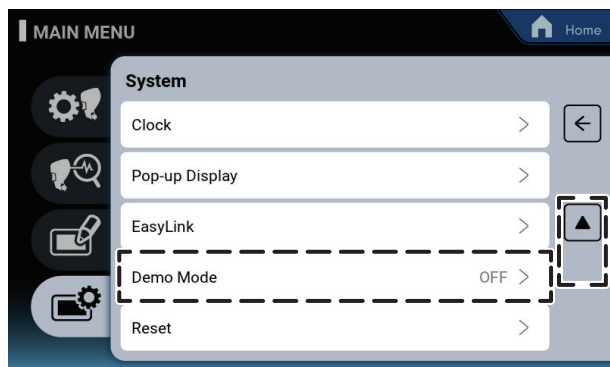 MAIN MENU
Home
System
Clock
Pop-up Display
EasyLink
Demo Mode OFF
Reset